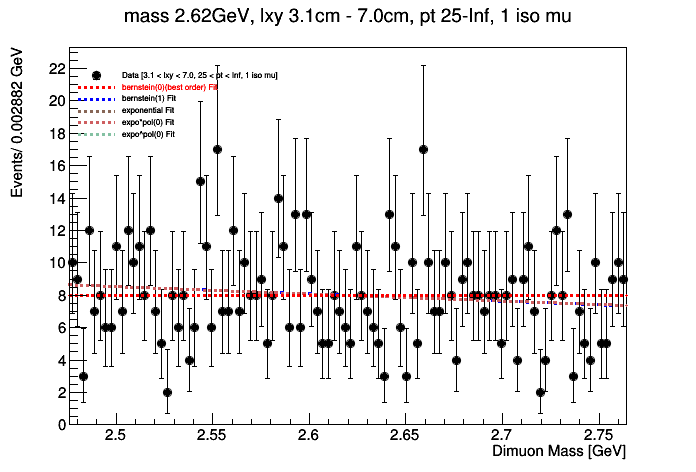 mass 2.62GeV, lxy 3.1cm - 7.0cm, pt 25-Inf, 1 iso mu
Events/ 0.002882 GeV
22
20
18
16
14
12
10
8
6
4
2
0
Data [3.1 < lxy < 7.0, 25 < pt < Inf, 1 iso mu]
bernstein(0)(best order) Fit
bernstein(1) Fit
exponential Fit
expo*pol(0) Fit
expo^pol(0) Fit
2.5
2.55
2.6
2.65
2.7
2.75
Dimuon Mass [GeV]